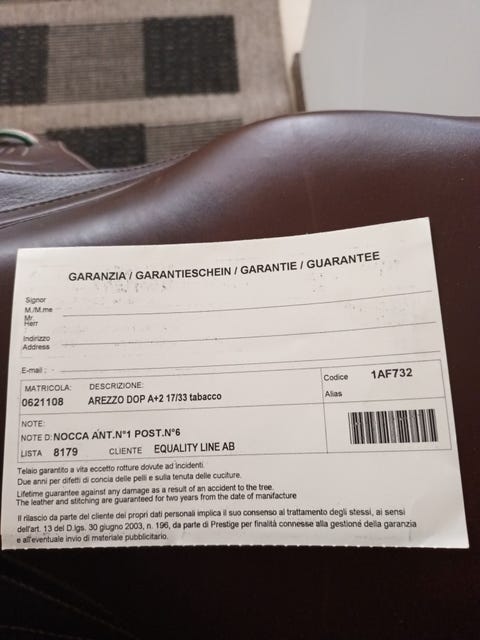 GARANZIA / GARANTIESCHEIN / GARANTIE / GUARANTEE
Signor
M./M.me
Mr.
Herr
Indirizzo
Address
E-mail :
MATRICOLA: DESCRIZIONE:
0621108 AREZZO DOP A+2 17/33 tabacco
Codice 1AF732
Alias
NOTE:
NOTE D: NOCCA ANT.N°1 POST.N°6
LISTA 8179 CLIENTE EQUALITY LINE AB
Telaio garantito a vita eccetto rotture dovute ad incidenti.
Due anni per difetti di concia delle pelli e sulla tenuta delle cuciture.
Lifetime guarantee against any damage as a result of an accident to the tree.
The leather and stitching are guaranteed for two years from the date of manifacture
Il rilascio da parte del cliente dei propri dati personali implica il suo consenso al trattamento degli stessi, ai sensi
dell'art. 13 del D.lgs. 30 giugno 2003, n. 196, da parte di Prestige per finalità connesse alla gestione della garanzia
e all'eventuale invio di materiale pubblicitario.